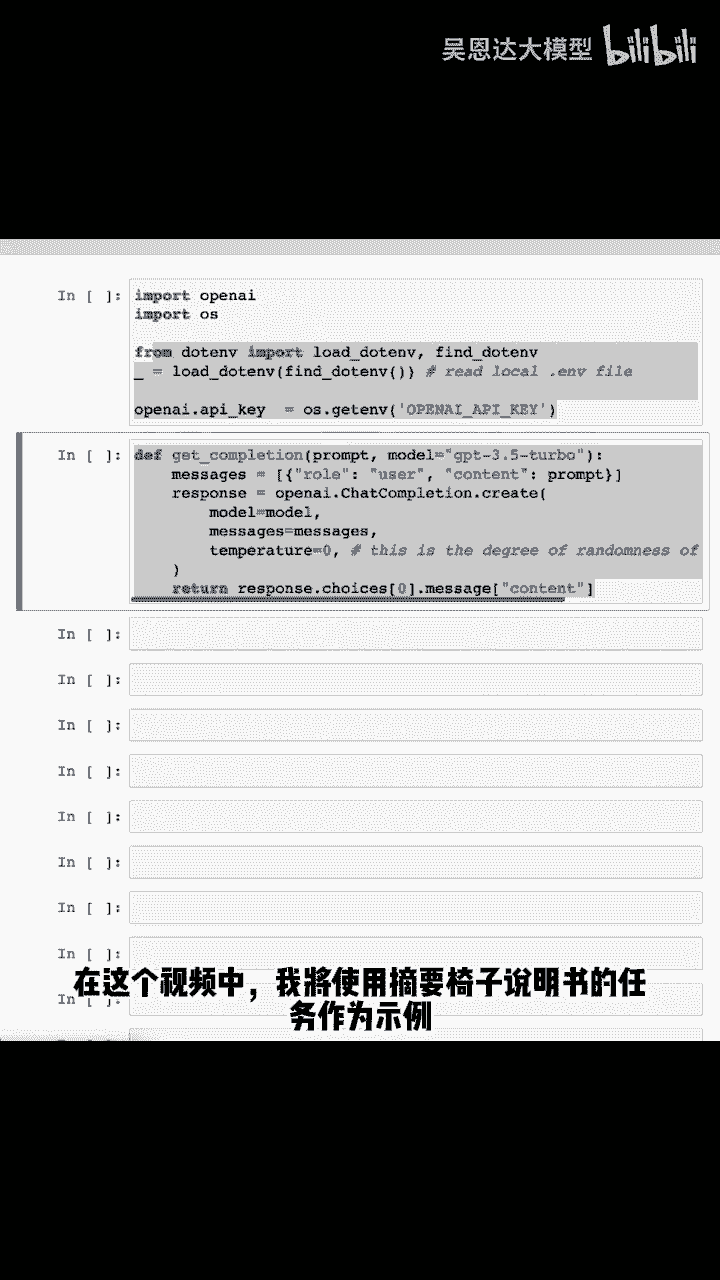 吴恩达大模型 bilibili
In [ ]: import openai
import os
from dotenv import load_dotenv, find_dotenv
_ = load_dotenv(find_dotenv()) # read local .env file
openai.api_key  = os.getenv('OPENAI_API_KEY')
In [ ]: def get_completion(prompt, model="gpt-3.5-turbo"):
messages = [{"role": "user", "content": prompt}]
response = openai.ChatCompletion.create(
model=model,
messages=messages,
temperature=0, # this is the degree of randomness of
)
return response.choices[0].message["content"]
In [ ]:
In [ ]:
In [ ]:
In [ ]:
In [ ]:
In [ ]:
In [ ]:
In [ ]:
In [ ]:
在这个视频中，我将使用摘要椅子说明书的任
务作为示例